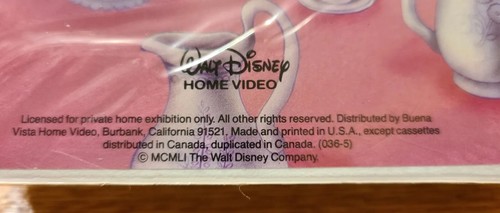 Walt Disney
HOME VIDEO
Licensed for private home exhibition only. All other rights reserved. Distributed by Buena
Vista Home Video, Burbank, California 91521. Made and printed in U.S.A., except cassettes
distributed in Canada, duplicated in Canada. (036-5)
© MCMLI The Walt Disney Company.